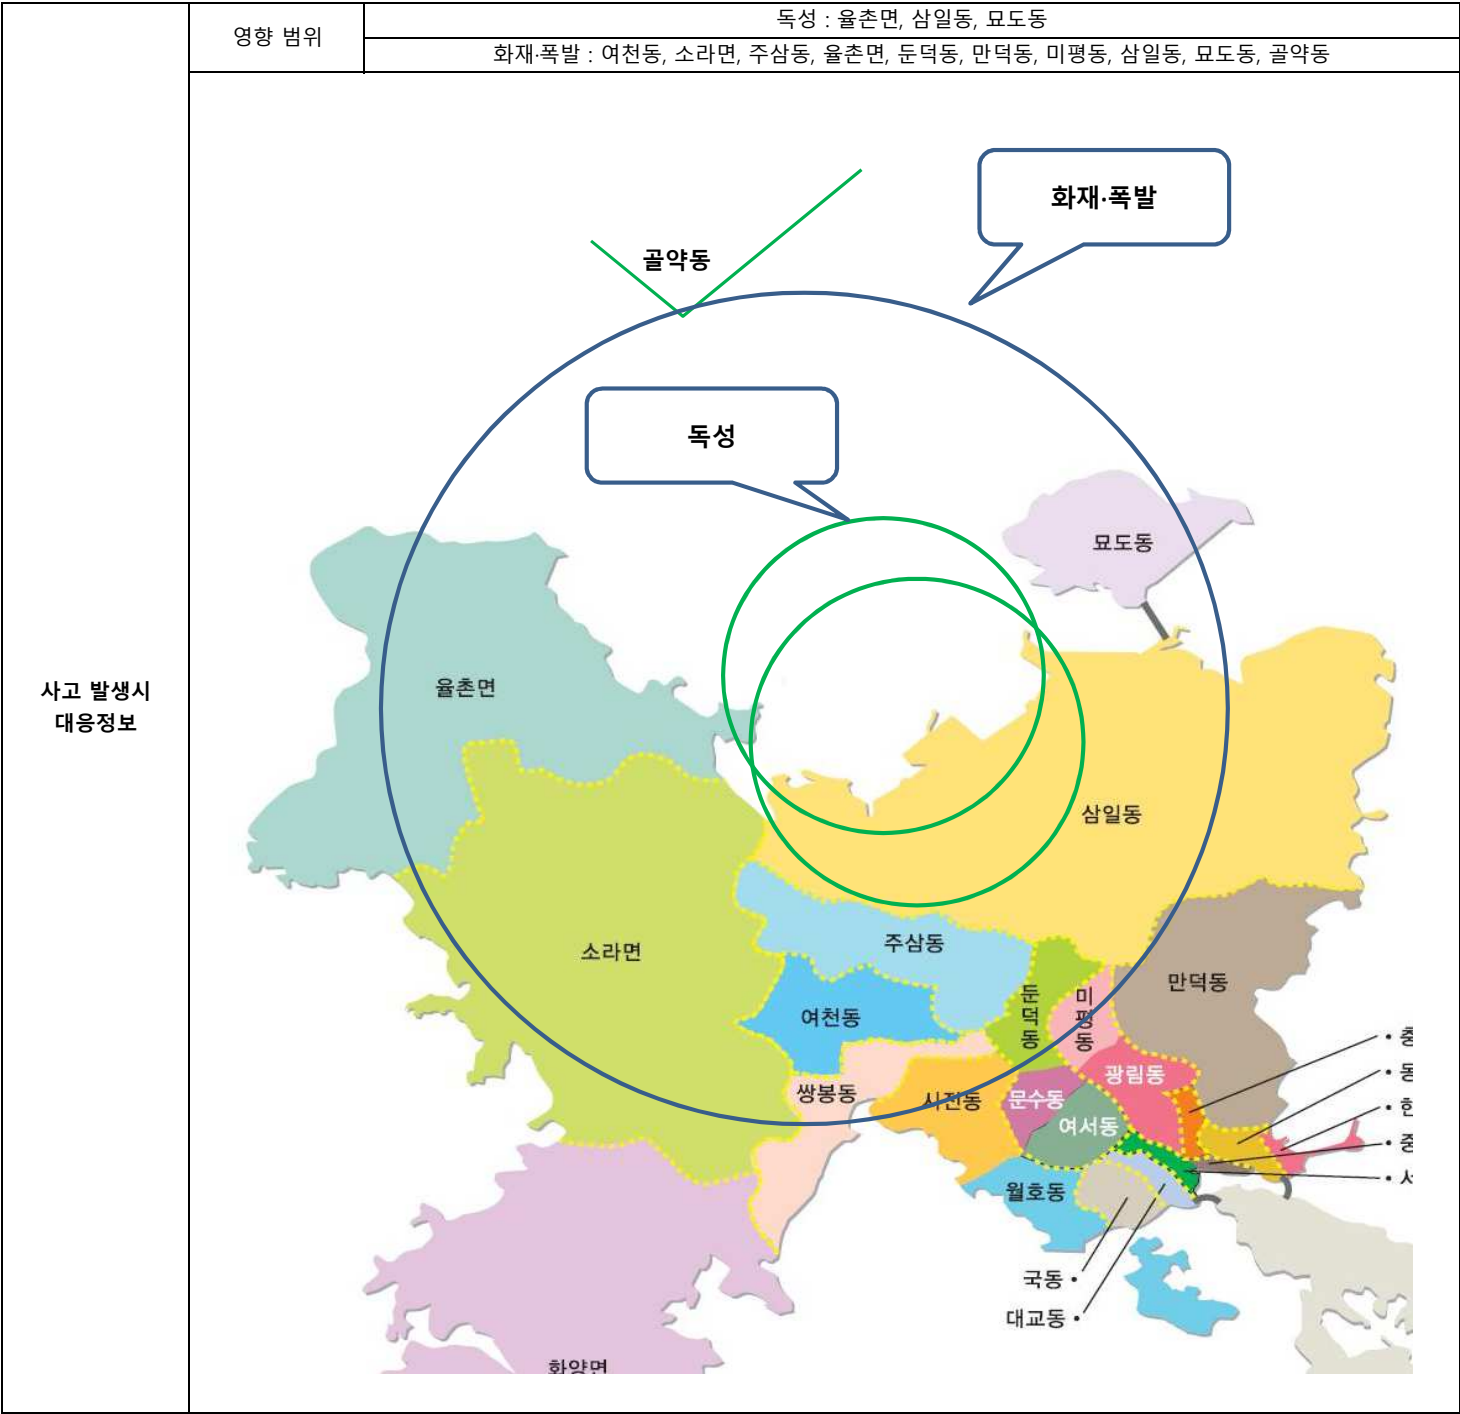 영향 범위
독성 : 율촌면, 삼일동, 묘도동
화재·폭발 : 여천동, 소라면, 주삼동, 율촌면, 둔덕동, 만덕동, 미평동, 삼일동, 묘도동, 골약동
사고 발생시
대응정보
화재·폭발
골약동
독성
묘도동
율촌면
삼일동
소라면
주삼동
만덕동
둔덕동
미평동
여천동
광림동
쌍봉동
시전동
문수동
여서동
월호동
국동
대교동
화양면